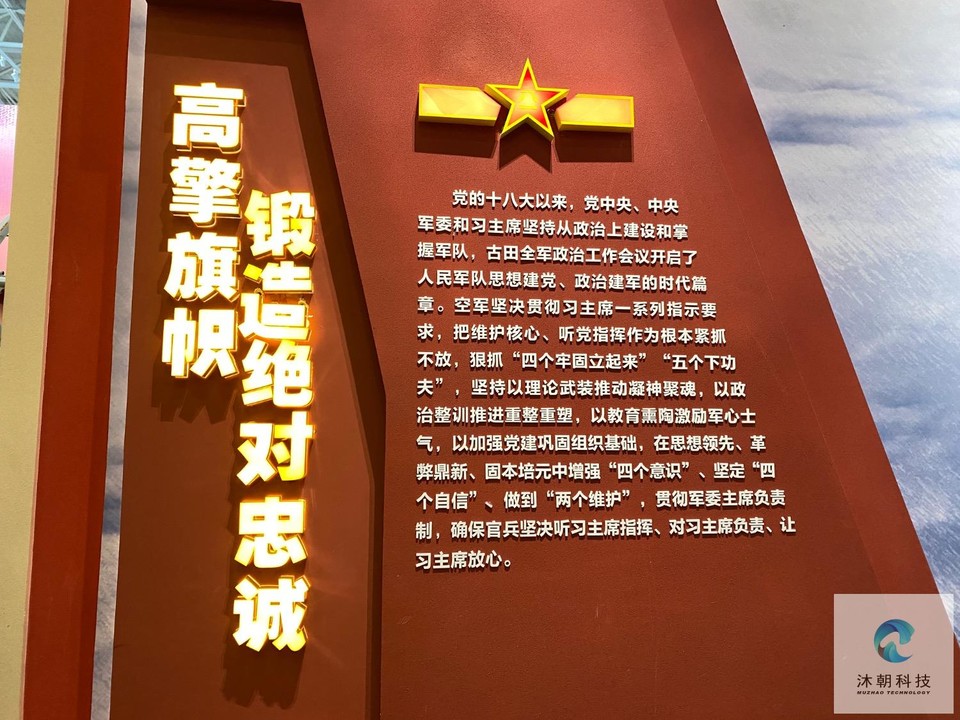 高擎旗帜
锻造绝对忠诚
党的十八大以来，党中央、中央
军委和习主席坚持从政治上建设和掌
握军队，古田全军政治工作会议开启了
人民军队思想建党、政治建军的时代篇
章。空军坚决贯彻习主席一系列指示要
求，把维护核心、听党指挥作为根本紧抓
不放，狠抓“四个牢固立起来”“五个下功
夫”，坚持以理论武装推动凝神聚魂，以政
治整训推进重整重塑，以教育熏陶激励军心士
气，以加强党建巩固组织基础，在思想领先、革
弊鼎新、固本培元中增强“四个意识”、坚定“四
个自信”、做到“两个维护”，贯彻军委主席负责
制，确保官兵坚决听习主席指挥、对习主席负责、让
习主席放心。
沐朝科技
MUZHAO TECHNOLOGY